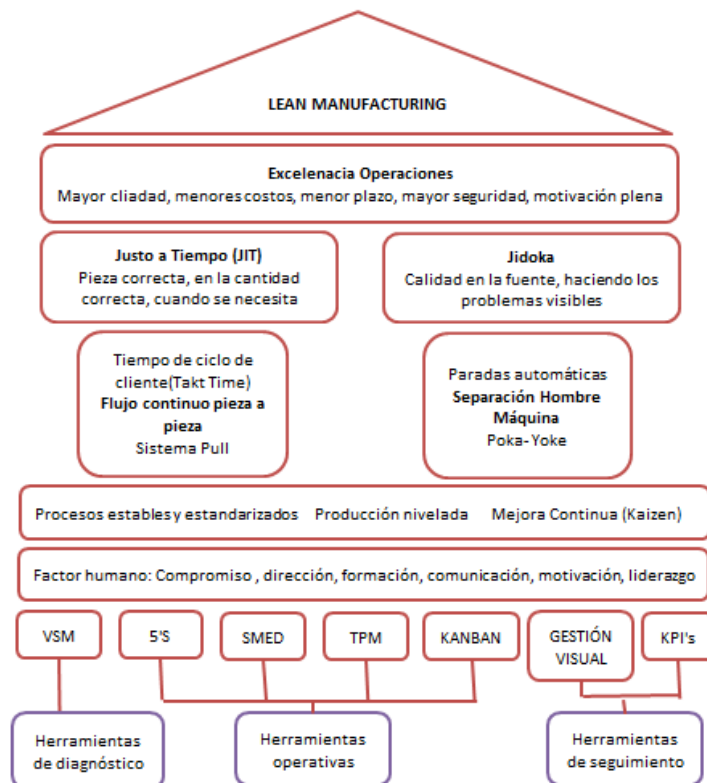 LEAN MANUFACTURING
Excelenacia Operaciones
Mayor cliadad, menores costos, menor plazo, mayor seguridad, motivación plena
Justo a Tiempo (JIT)
Pieza correcta, en la cantidad
correcta, cuando se necesita
Jidoka
Calidad en la fuente, haciendo los
problemas visibles
Tiempo de ciclo de
cliente(Takt Time)
Flujo continuo pieza a
pieza
Sistema Pull
Paradas automáticas
Separación Hombre
Máquina
Poka-Yoke
Procesos estables y estandarizados Producción nivelada Mejora Continua (Kaizen)
Factor humano: Compromiso , dirección, formación, comunicación, motivación, liderazgo
VSM
5'S
SMED
TPM
KANBAN
GESTIÓN
VISUAL
KPI's
Herramientas
de diagnóstico
Herramientas
operativas
Herramientas
de seguimiento